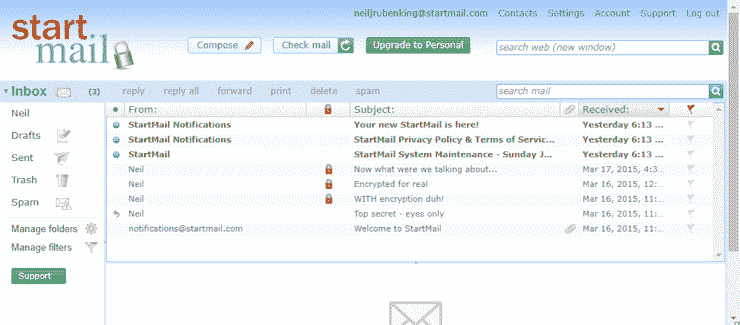 neiljrubenking@startmail.com Contacts Settings Account Support Log out
start
mail
Compose Check mail Upgrade to Personal search web (new window)
Inbox (3) reply reply all forward print delete spam search mail
From: Subject: Received:
Neil
Drafts
Sent
Trash
Spam
Manage folders
Manage filters
Support
StartMail Notifications Your new StartMail is here! Yesterday 6:13 ...
StartMail Notifications StartMail Privacy Policy & Terms of Servic... Yesterday 6:13 ...
StartMail StartMail System Maintenance - Sunday J... Yesterday 6:13 ...
Neil Now what were we talking about... Mar 17, 2015, 4:3...
Neil Encrypted for real Mar 16, 2015, 12:...
Neil WITH encryption duh! Mar 16, 2015, 11:...
Neil Top secret - eyes only Mar 16, 2015, 11:...
notifications@startmail.com Welcome to StartMail Mar 16, 2015, 11:...